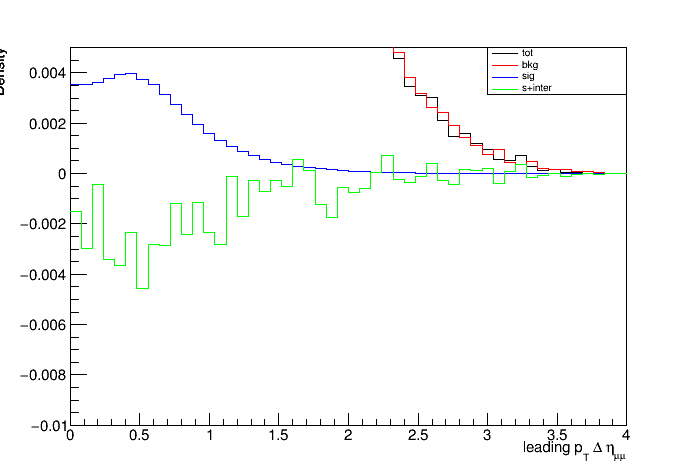 Density
0.004
0.002
0
−0.002
−0.004
−0.006
−0.008
−0.01
tot
bkg
sig
s+inter
0 0.5 1 1.5 2 2.5 3 3.5 4
leading p_T Δ η_μμ